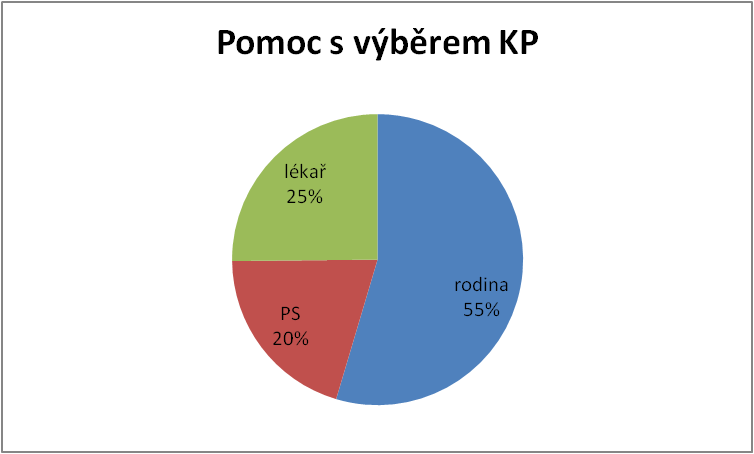 Pomoc s výběrem KP
lékař
25%
rodina
55%
PS
20%